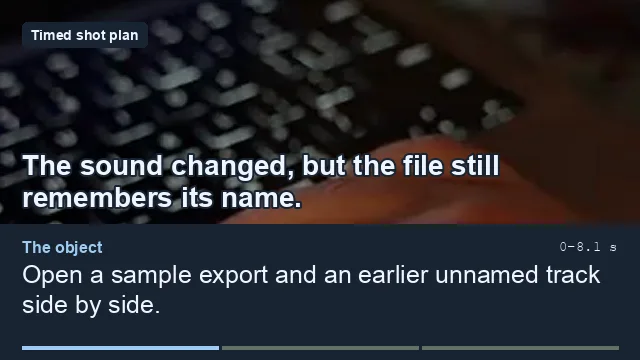 Timed shot plan
The sound changed, but the file still
remembers its name.
The object
0–8.1 s
Open a sample export and an earlier unnamed track
side by side.